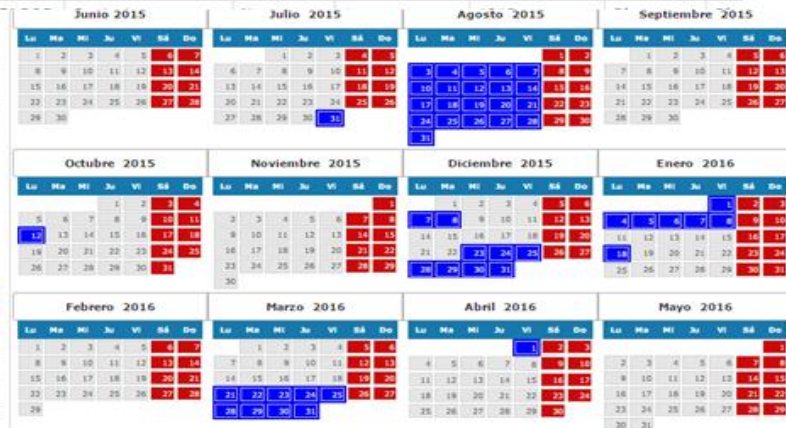 Junio 2015
Lu Ma Mi Ju Vi Sá Do
1 2 3 4 5 6 7
8 9 10 11 12 13 14
15 16 17 18 19 20 21
22 23 24 25 26 27 28
29 30
Julio 2015
Lu Ma Mi Ju Vi Sá Do
1 2 3 4 5
6 7 8 9 10 11 12
13 14 15 16 17 18 19
20 21 22 23 24 25 26
27 28 29 30 31
Agosto 2015
Lu Ma Mi Ju Vi Sá Do
1 2
3 4 5 6 7 8 9
10 11 12 13 14 15 16
17 18 19 20 21 22 23
24 25 26 27 28 29 30
31
Septiembre 2015
Lu Ma Mi Ju Vi Sá Do
1 2 3 4 5 6
7 8 9 10 11 12 13
14 15 16 17 18 19 20
21 22 23 24 25 26 27
28 29 30
Octubre 2015
Lu Ma Mi Ju Vi Sá Do
1 2 3 4
5 6 7 8 9 10 11
12 13 14 15 16 17 18
19 20 21 22 23 24 25
26 27 28 29 30 31
Noviembre 2015
Lu Ma Mi Ju Vi Sá Do
1
2 3 4 5 6 7 8
9 10 11 12 13 14 15
16 17 18 19 20 21 22
23 24 25 26 27 28 29
30
Diciembre 2015
Lu Ma Mi Ju Vi Sá Do
1 2 3 4 5 6
7 8 9 10 11 12 13
14 15 16 17 18 19 20
21 22 23 24 25 26 27
28 29 30 31
Enero 2016
Lu Ma Mi Ju Vi Sá Do
1 2 3
4 5 6 7 8 9 10
11 12 13 14 15 16 17
18 19 20 21 22 23 24
25 26 27 28 29 30 31
Febrero 2016
Lu Ma Mi Ju Vi Sá Do
1 2 3 4 5 6 7
8 9 10 11 12 13 14
15 16 17 18 19 20 21
22 23 24 25 26 27 28
29
Marzo 2016
Lu Ma Mi Ju Vi Sá Do
1 2 3 4 5 6
7 8 9 10 11 12 13
14 15 16 17 18 19 20
21 22 23 24 25 26 27
28 29 30 31
Abril 2016
Lu Ma Mi Ju Vi Sá Do
1 2 3
4 5 6 7 8 9 10
11 12 13 14 15 16 17
18 19 20 21 22 23 24
25 26 27 28 29 30
Mayo 2016
Lu Ma Mi Ju Vi Sá Do
1
2 3 4 5 6 7 8
9 10 11 12 13 14 15
16 17 18 19 20 21 22
23 24 25 26 27 28 29
30 31